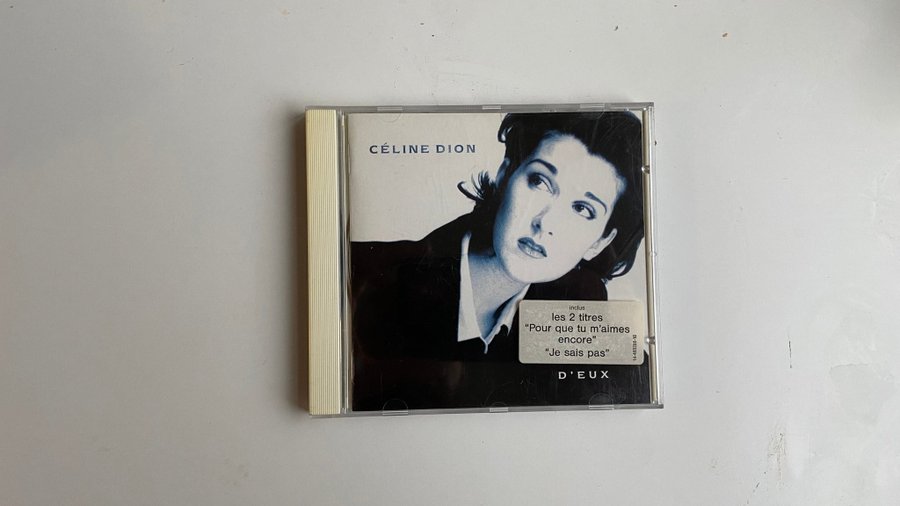 CÉLINE DION
inclus
les 2 titres
"Pour que tu m'aimes
encore"
"Je sais pas"
D'EUX